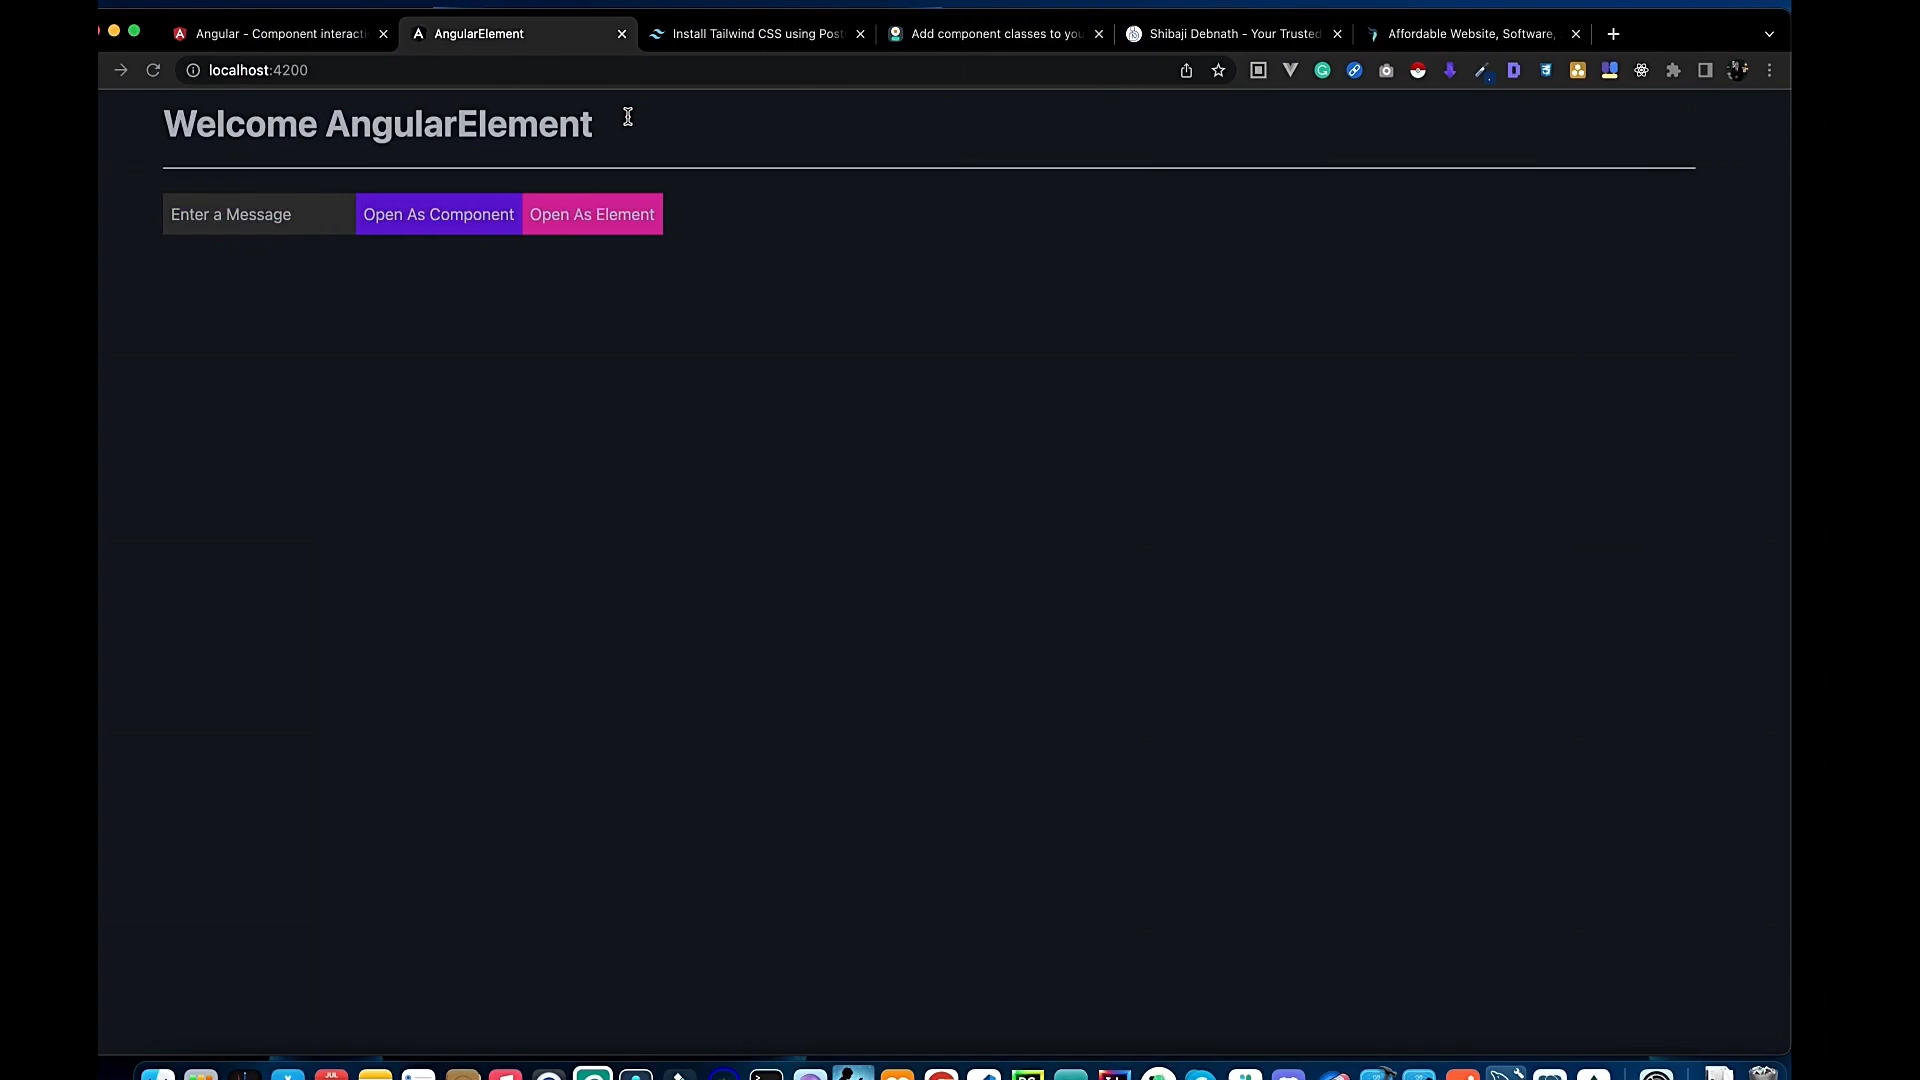 Angular - Component interacti
AngularElement
Install Tailwind CSS using Post
Add component classes to you
Shibaji Debnath - Your Trusted
Affordable Website, Software,
localhost:4200
Welcome AngularElement
Enter a Message
Open As Component
Open As Element
JUL